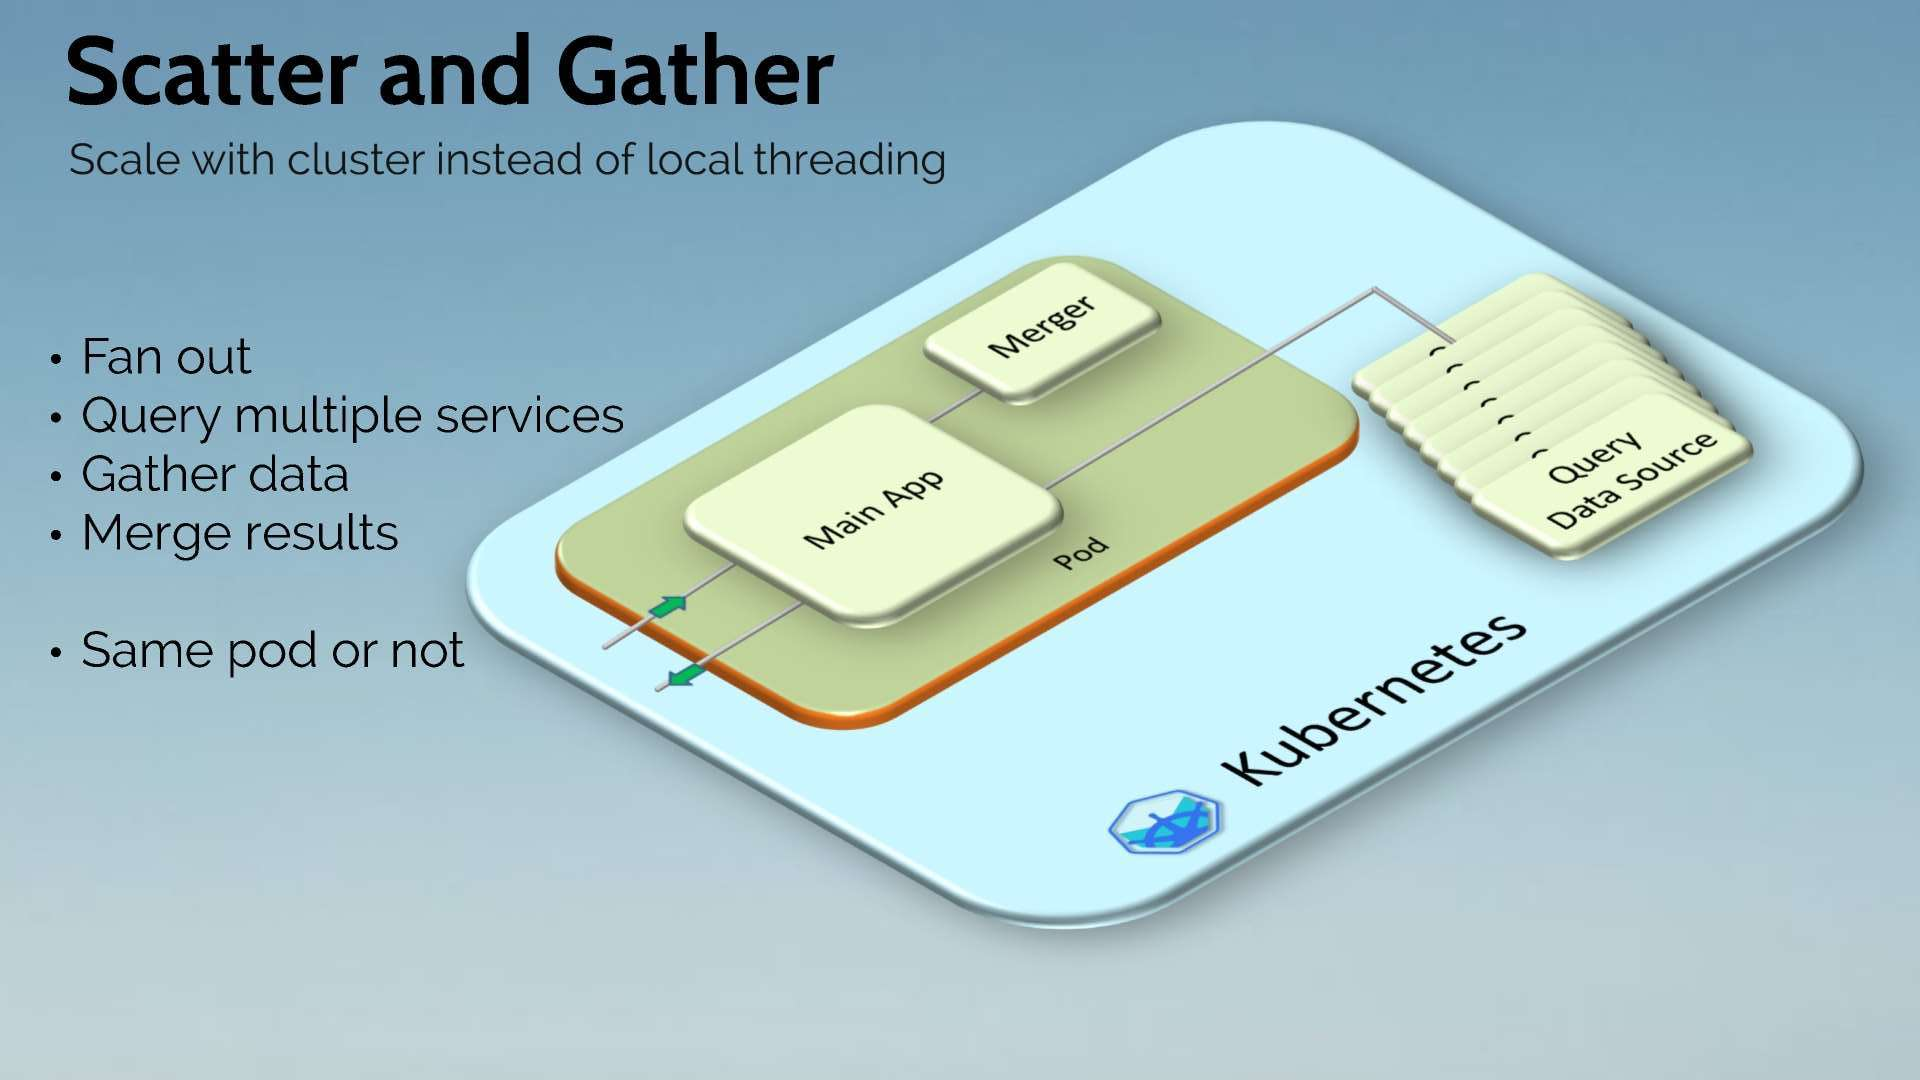 Scatter and Gather
Scale with cluster instead of local threading
• Fan out
• Query multiple services
• Gather data
• Merge results
• Same pod or not
Merger
Main App
Pod
Query
Data Source
Kubernetes